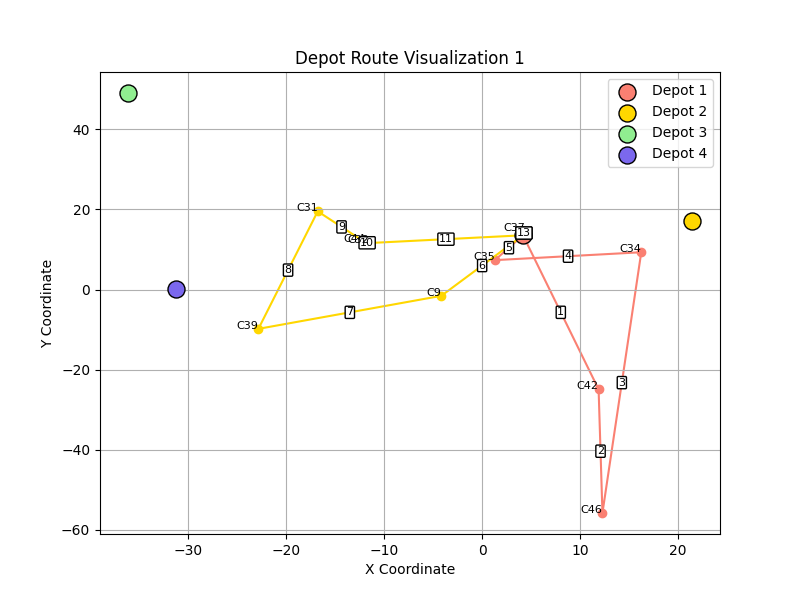 Depot Route Visualization 1
Depot 1
Depot 2
Depot 3
Depot 4
40
20
0
−20
−40
−60
Y Coordinate
C31
9
10
11
C37
13
5
C35
4
C34
6
8
C9
7
C39
1
C42
3
2
C46
−30
−20
−10
0
10
20
X Coordinate